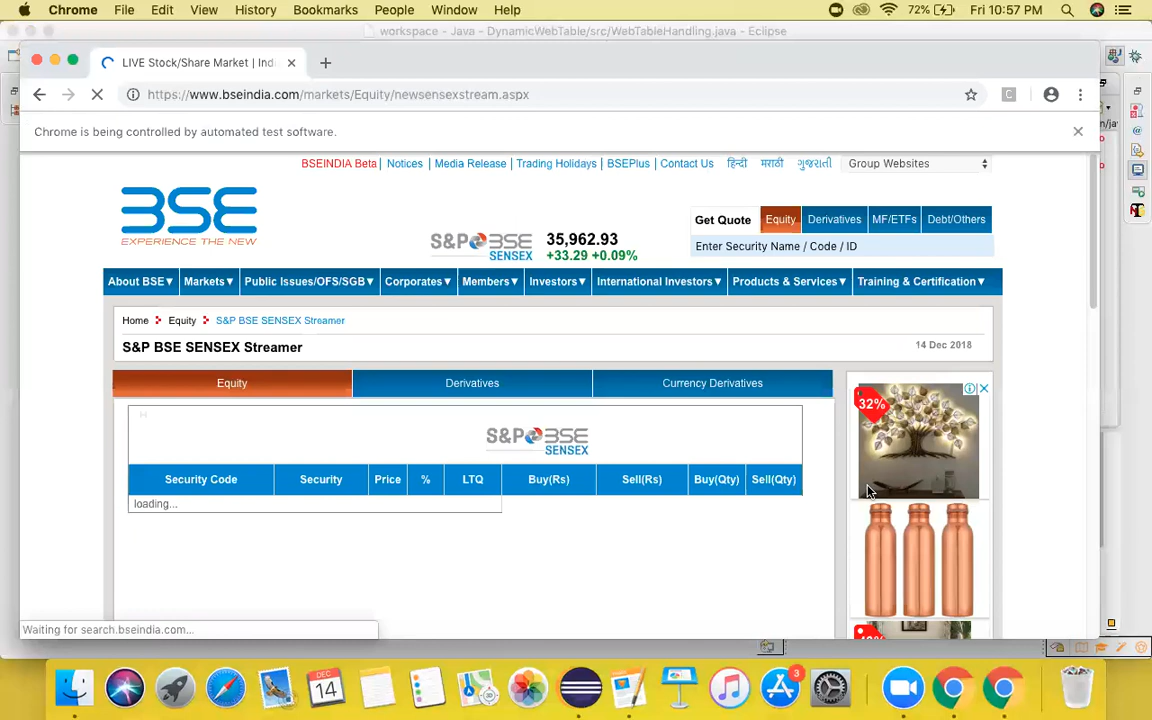 Chrome File Edit View History Bookmarks People Window Help 72% Fri 10:57 PM
workspace - Java - DynamicWebTable/src/WebTableHandling.java - Eclipse
LIVE Stock/Share Market | Ind
https://www.bseindia.com/markets/Equity/newsensexstream.aspx
Chrome is being controlled by automated test software.
BSEINDIA Beta | Notices | Media Release | Trading Holidays | BSEPlus | Contact Us हिन्दी मराठी ગુજરાતી Group Websites
BSE
EXPERIENCE THE NEW
S&P BSE SENSEX
35,962.93
+33.29 +0.09%
Get Quote Equity Derivatives MF/ETFs Debt/Others
Enter Security Name / Code / ID
About BSE▾ Markets▾ Public Issues/OFS/SGB▾ Corporates▾ Members▾ Investors▾ International Investors▾ Products & Services▾ Training & Certification▾
Home Equity S&P BSE SENSEX Streamer
S&P BSE SENSEX Streamer 14 Dec 2018
Equity Derivatives Currency Derivatives
32%
S&P BSE
SENSEX
Security Code Security Price % LTQ Buy(Rs) Sell(Rs) Buy(Qty) Sell(Qty)
loading...
Waiting for search.bseindia.com...
DEC
14
3